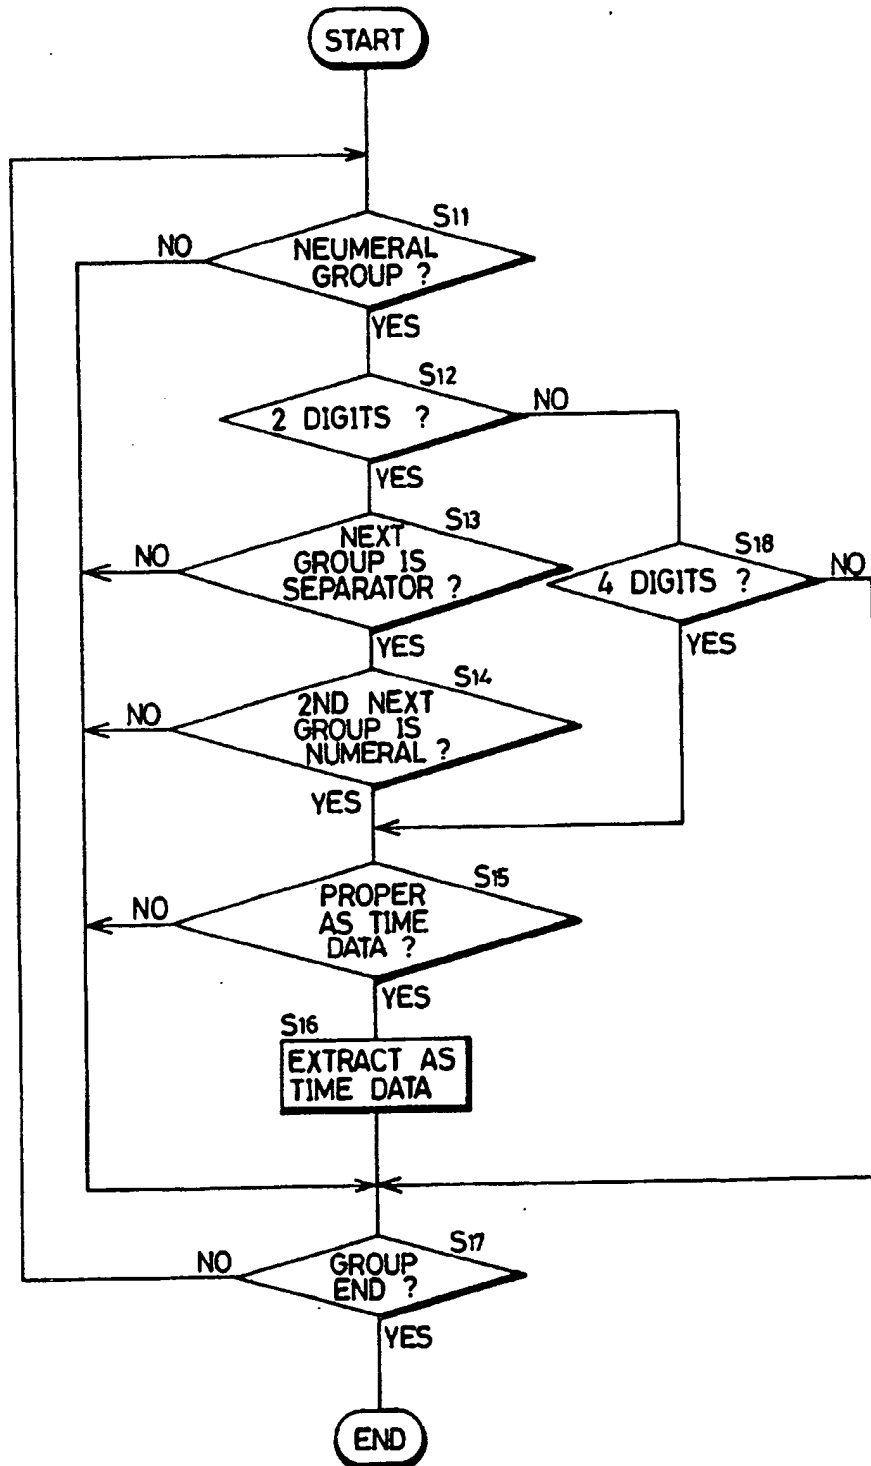 START
S11
NO
NEUMERAL
GROUP ?
YES
S12
2 DIGITS ?
NO
YES
S13
NEXT
GROUP IS
SEPARATOR ?
NO
YES
S18
4 DIGITS ?
NO
YES
S14
2ND NEXT
GROUP IS
NUMERAL ?
NO
YES
S15
PROPER
AS TIME
DATA ?
NO
YES
S16
EXTRACT AS
TIME DATA
S17
NO
GROUP
END ?
YES
END